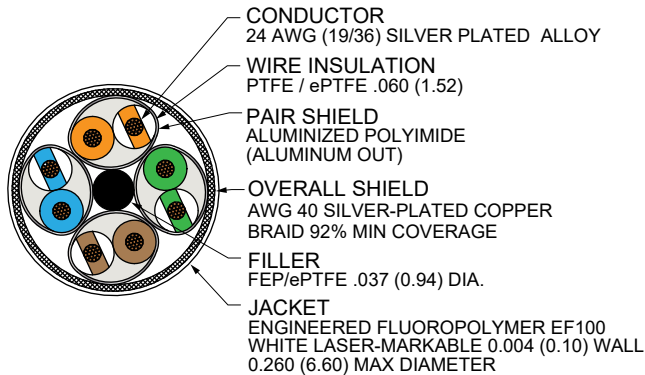 CONDUCTOR
24 AWG (19/36) SILVER PLATED ALLOY
WIRE INSULATION
PTFE / ePTFE .060 (1.52)
PAIR SHIELD
ALUMINIZED POLYIMIDE
(ALUMINUM OUT)
OVERALL SHIELD
AWG 40 SILVER-PLATED COPPER
BRAID 92% MIN COVERAGE
FILLER
FEP/ePTFE .037 (0.94) DIA.
JACKET
ENGINEERED FLUOROPOLYMER EF100
WHITE LASER-MARKABLE 0.004 (0.10) WALL
0.260 (6.60) MAX DIAMETER